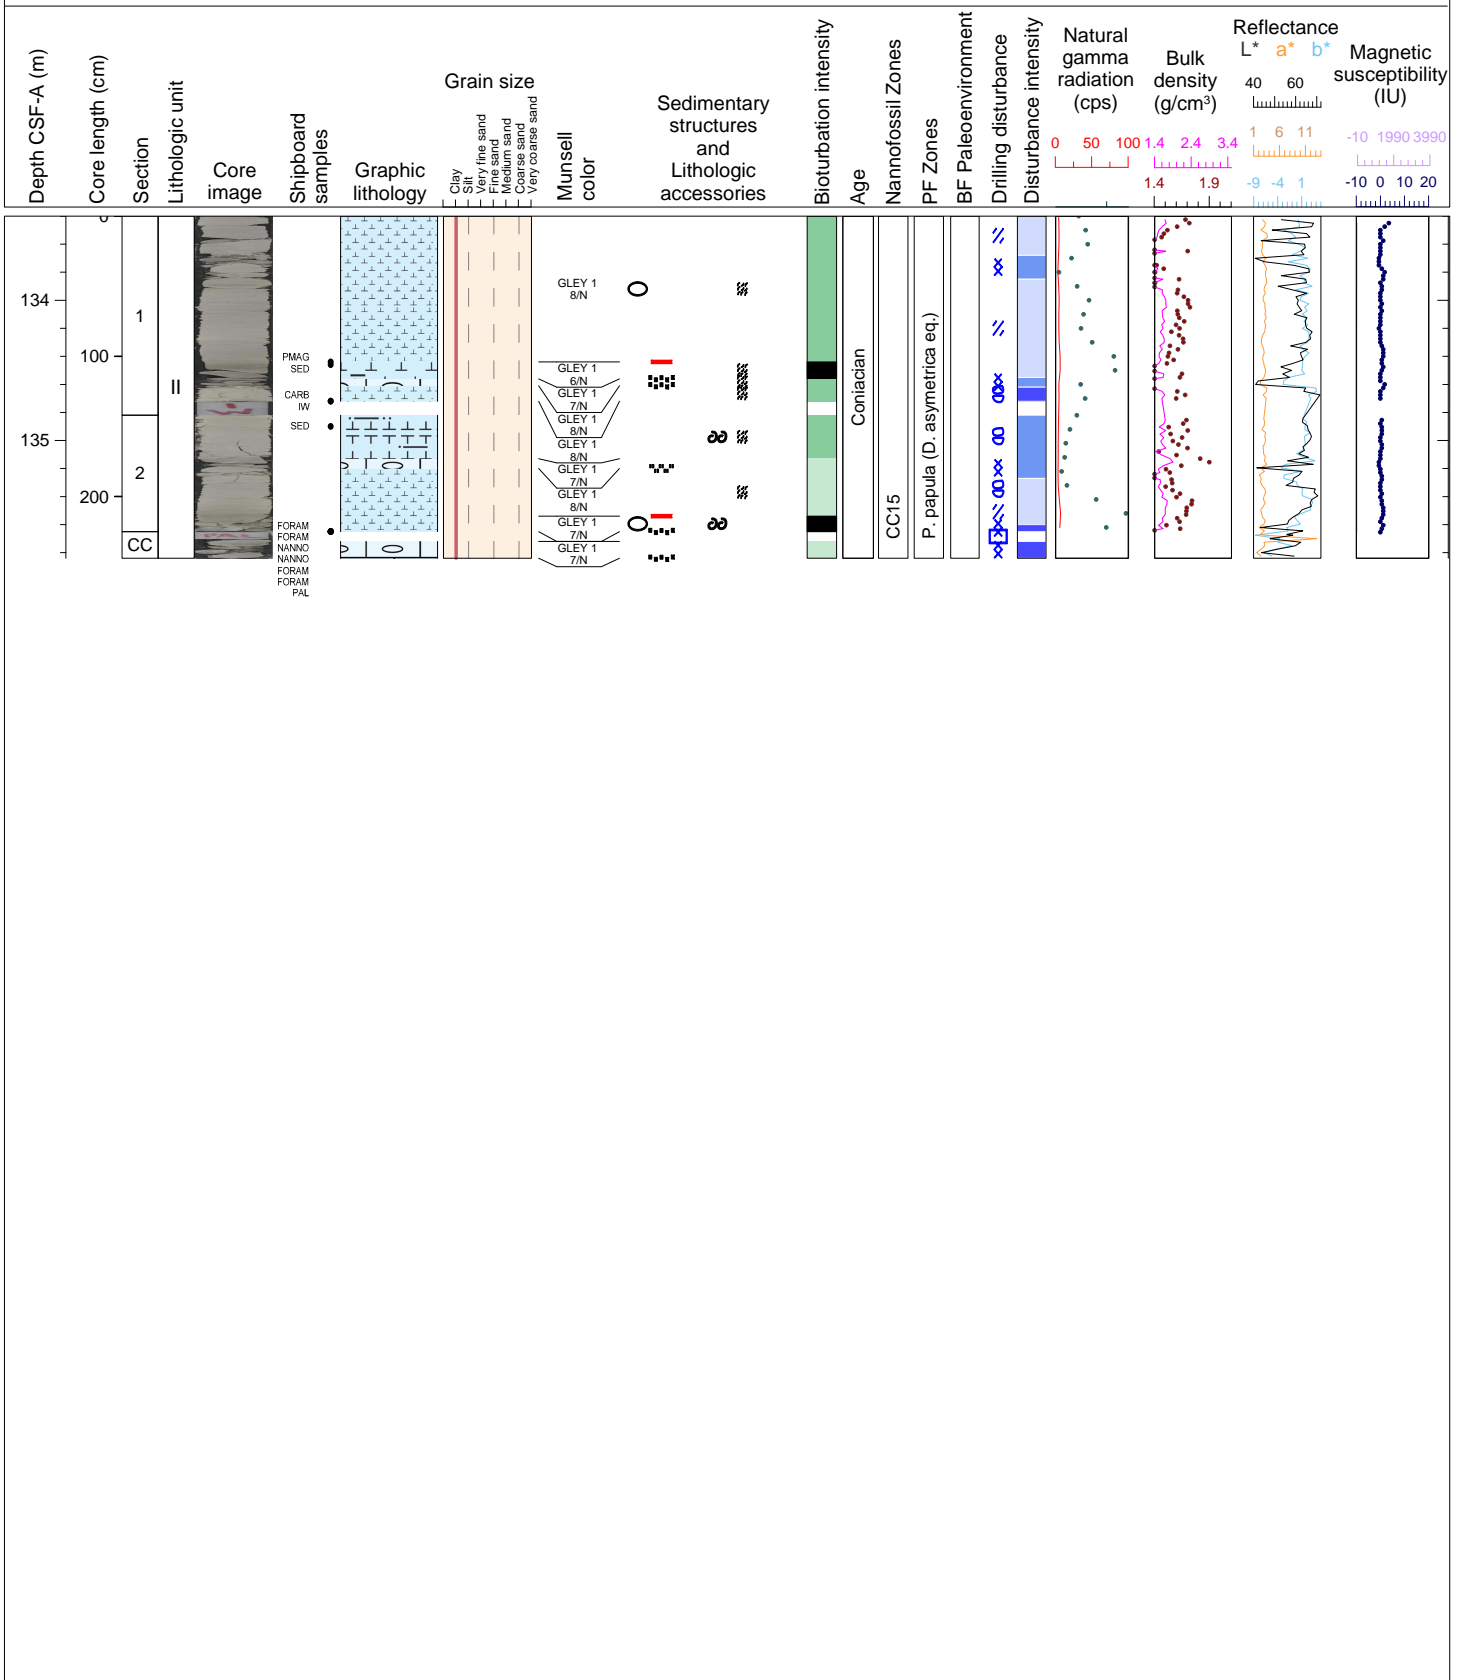 Depth CSF-A (m)
Core length (cm)
Section
Lithologic unit
Core
image
Shipboard
samples
Graphic
lithology
Grain size
Clay
Silt
Very fine sand
Fine sand
Medium sand
Coarse sand
Very coarse sand
Munsell
color
Sedimentary
structures
and
Lithologic
accessories
Bioturbation intensity
Age
Nannofossil Zones
PF Zones
BF Paleoenvironment
Drilling disturbance
Disturbance intensity
Natural
gamma
radiation
(cps)
0 50 100
Bulk
density
(g/cm³)
1.4 2.4 3.4
1.4 1.9
Reflectance
L* a* b*
40 60
1 6 11
-9 -4 1
Magnetic
susceptibility
(IU)
-10 1990 3990
-10 0 10 20
134
135
0
100
200
1
2
CC
II
PMAG
SED
CARB
IW
SED
FORAM
FORAM
NANNO
NANNO
FORAM
FORAM
PAL
GLEY 1
8/N
GLEY 1
6/N
GLEY 1
7/N
GLEY 1
8/N
GLEY 1
8/N
GLEY 1
7/N
GLEY 1
8/N
GLEY 1
7/N
GLEY 1
7/N
Coniacian
CC15
P. papula (D. asymetrica eq.)